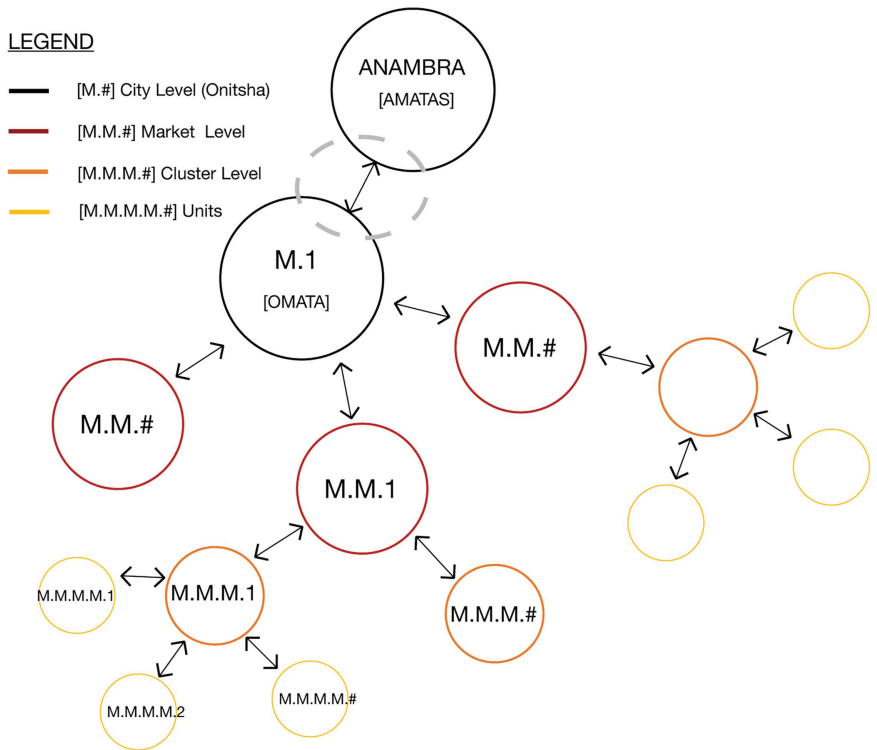 LEGEND
[M.#] City Level (Onitsha)
[M.M.#] Market Level
[M.M.M.#] Cluster Level
[M.M.M.M.#] Units
ANAMBRA
[AMATAS]
M.1
[OMATA]
M.M.#
M.M.#
M.M.1
M.M.M.1
M.M.M.#
M.M.M.M.1
M.M.M.M.2
M.M.M.M.#